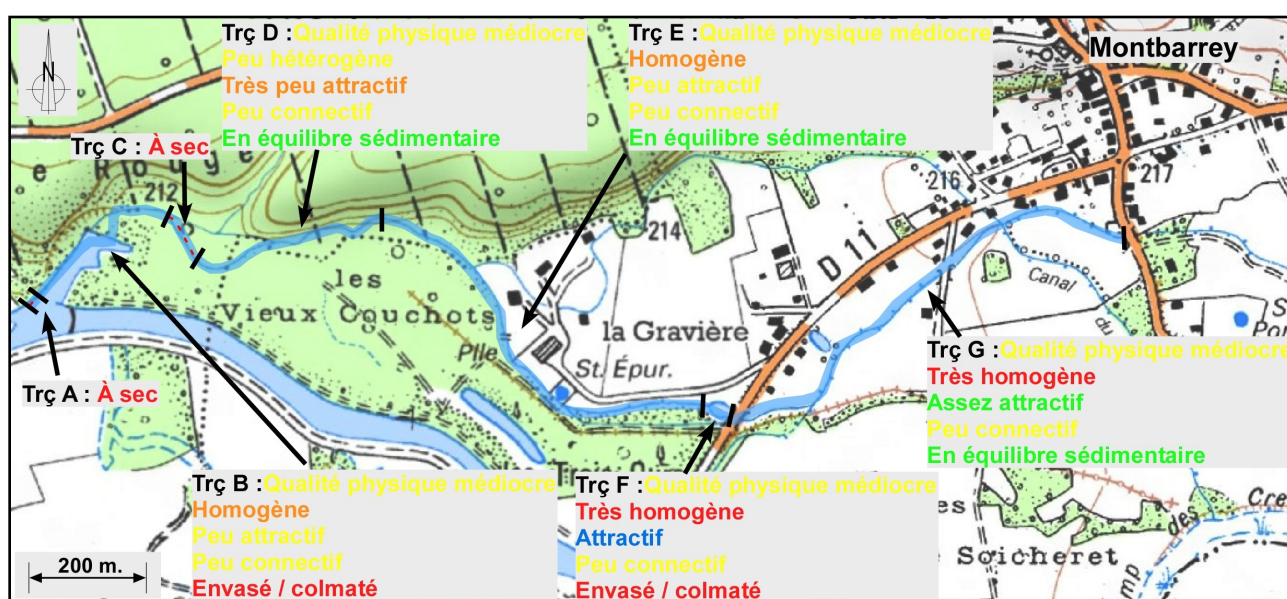 N
Trç D :Qualité physique médiocre
Peu hétérogène
Très peu attractif
Peu connectif
En équilibre sédimentaire
Trç E :Qualité physique médiocre
Homogène
Peu attractif
Peu connectif
En équilibre sédimentaire
Montbarrey
Trç C : À sec
212
214
216
217
les
Vieux Couchots
Plle
D 11
la Gravière
St. Épur.
Canal
du
Trç A : À sec
Trç G :Qualité physique médiocre
Très homogène
Assez attractif
Peu connectif
En équilibre sédimentaire
Trç B :Qualité physique médiocre
Homogène
Peu attractif
Peu connectif
Envasé / colmaté
Trç F :Qualité physique médiocre
Très homogène
Attractif
Peu connectif
Envasé / colmaté
Soicheret
des
200 m.